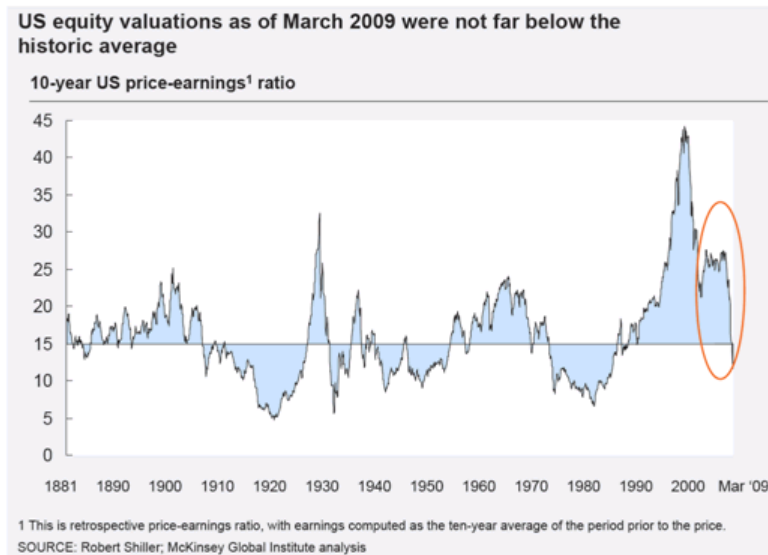 US equity valuations as of March 2009 were not far below the
historic average
10-year US price-earnings¹ ratio
45
40
35
30
25
20
15
10
5
0
1881 1890 1900 1910 1920 1930 1940 1950 1960 1970 1980 1990 2000 Mar '09
1 This is retrospective price-earnings ratio, with earnings computed as the ten-year average of the period prior to the price.
SOURCE: Robert Shiller; McKinsey Global Institute analysis